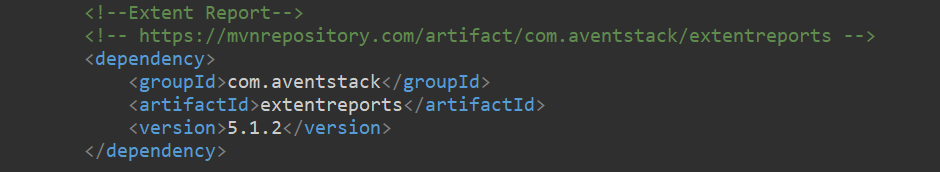 <!--Extent Report-->
<!-- https://mvnrepository.com/artifact/com.aventstack/extentreports -->
<dependency>
    <groupId>com.aventstack</groupId>
    <artifactId>extentreports</artifactId>
    <version>5.1.2</version>
</dependency>